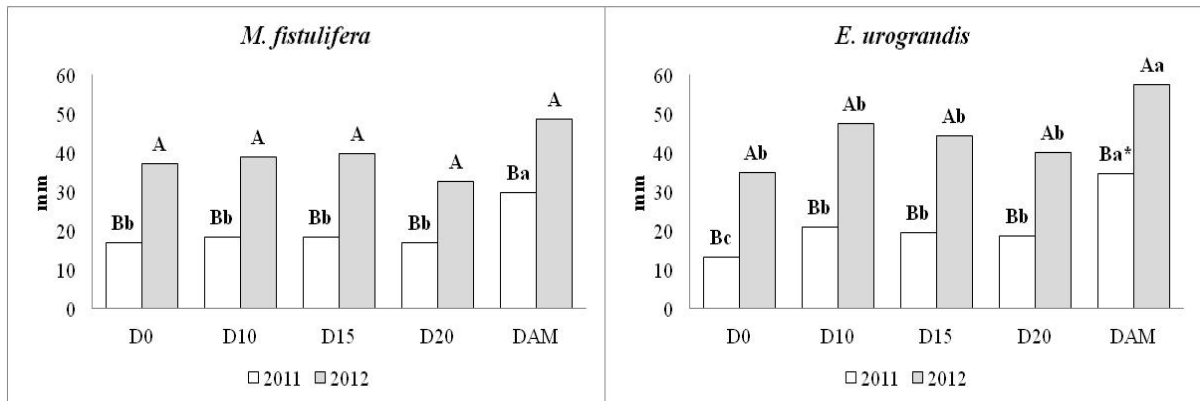 M. fistulifera
60
50
40
30
20
10
0
mm
Bb
A
Bb
A
Bb
A
Bb
A
Ba
A
D0 D10 D15 D20 DAM
2011 2012
E. urograndis
60
50
40
30
20
10
0
mm
Bc
Ab
Bb
Ab
Bb
Ab
Bb
Ab
Ba*
Aa
D0 D10 D15 D20 DAM
2011 2012